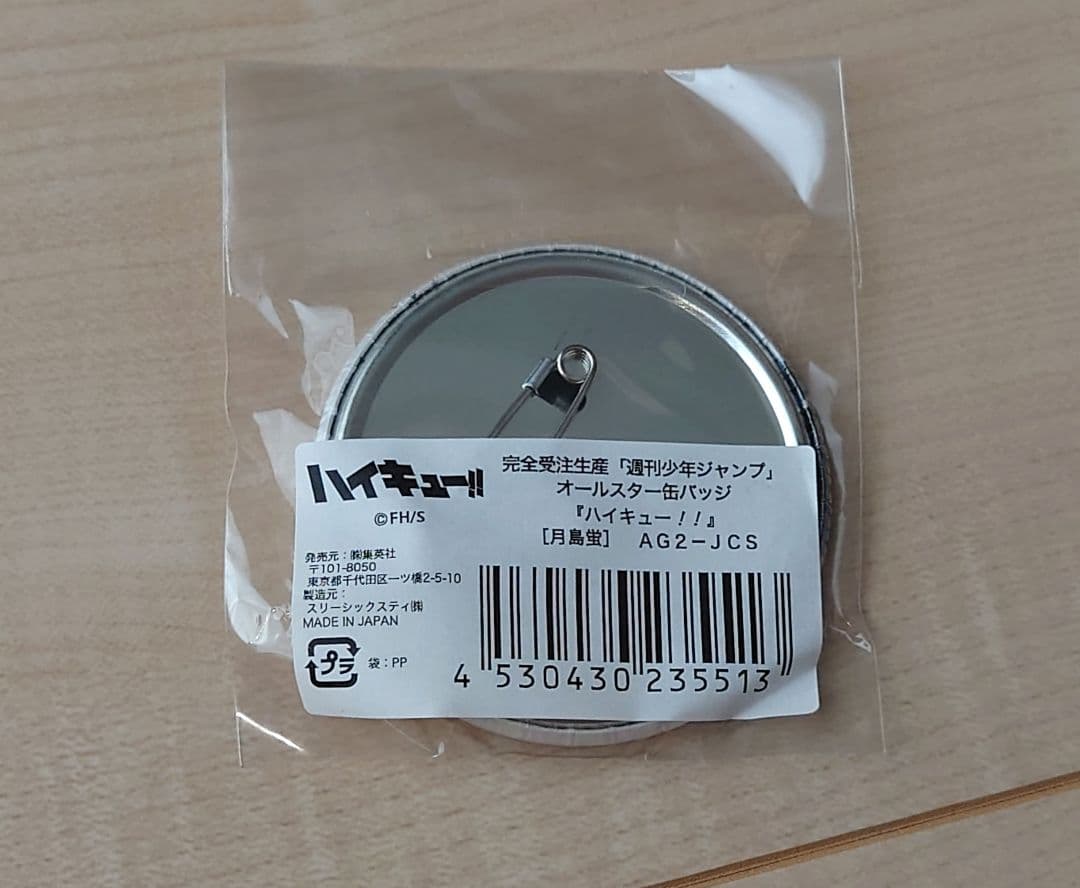 ハイキュー!!
©FH/S
完全受注生産「週刊少年ジャンプ」
オールスター缶バッジ
『ハイキュー！！』
[月島蛍] AG2-JCS
発売元：㈱集英社
〒101-8050
東京都千代田区一ツ橋2-5-10
製造元：
スリーシックスティ㈱
MADE IN JAPAN
プラ 袋：PP
4 530430 235513